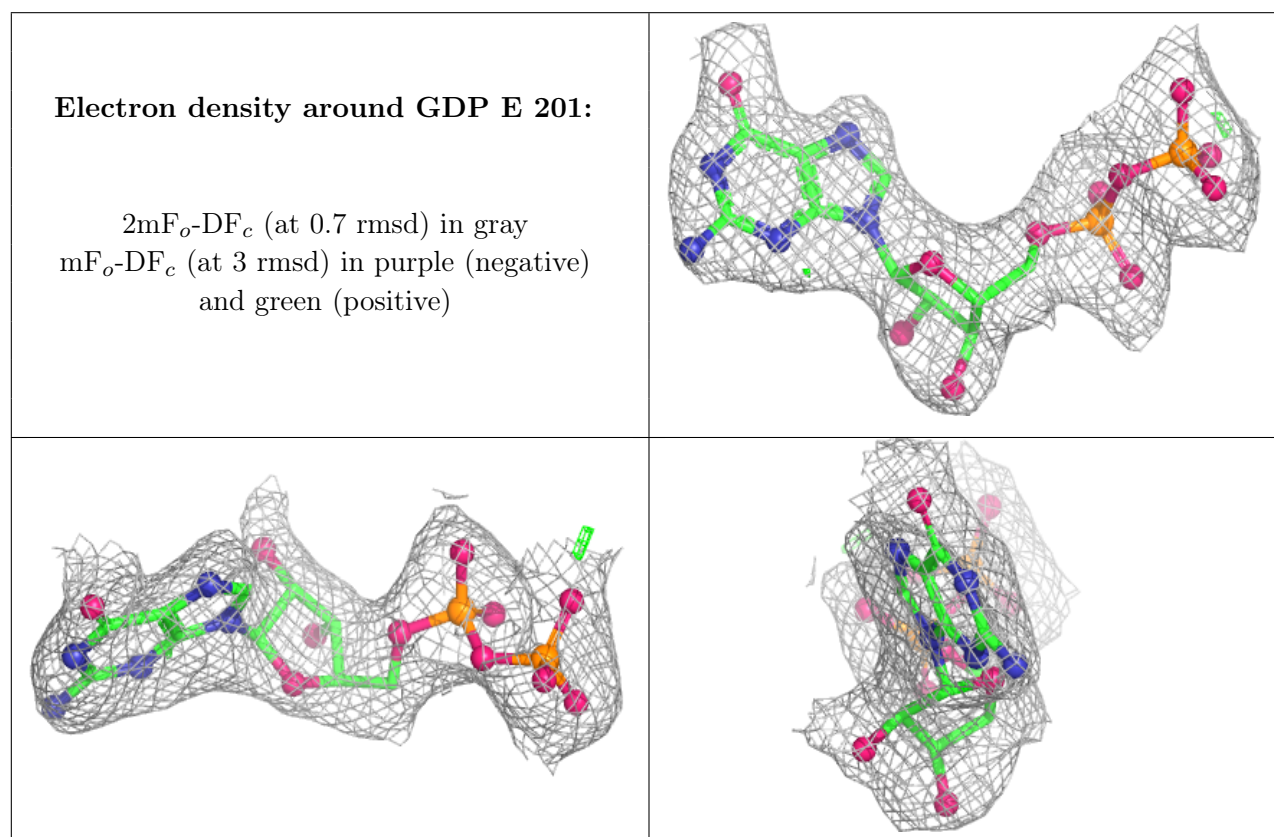 Electron density around GDP E 201:
2mFo-DFc (at 0.7 rmsd) in gray
mFo-DFc (at 3 rmsd) in purple (negative)
and green (positive)